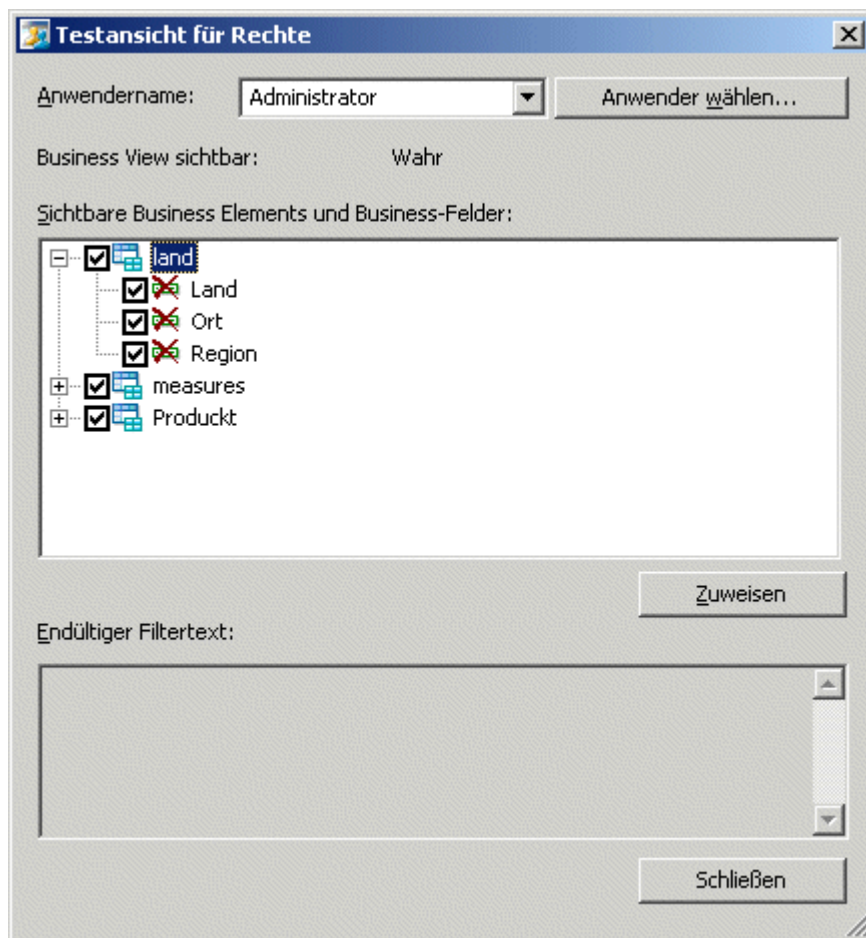 Testansicht für Rechte
Anwendername: Administrator Anwender wählen...
Business View sichtbar: Wahr
Sichtbare Business Elements und Business-Felder:
land
Land
Ort
Region
measures
Produckt
Zuweisen
Endültiger Filtertext:
Schließen